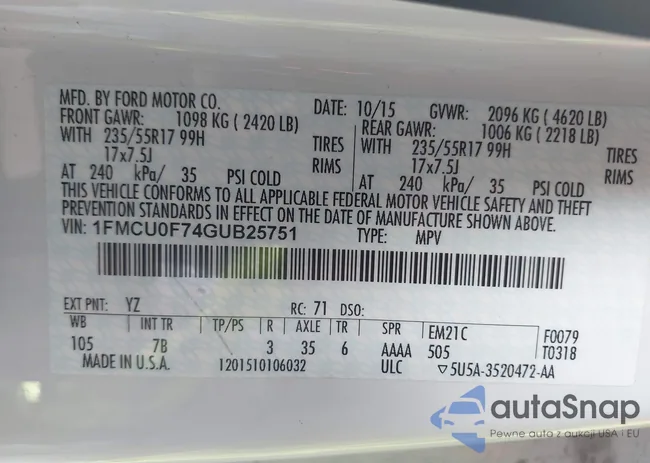 MFD. BY FORD MOTOR CO. DATE: 10/15 GVWR: 2096 KG ( 4620 LB)
FRONT GAWR: 1098 KG ( 2420 LB) REAR GAWR: 1006 KG ( 2218 LB)
WITH 235/55R17 99H TIRES WITH 235/55R17 99H TIRES
17x7.5J RIMS 17x7.5J RIMS
AT 240 kPa/ 35 PSI COLD AT 240 kPa/ 35 PSI COLD
THIS VEHICLE CONFORMS TO ALL APPLICABLE FEDERAL MOTOR VEHICLE SAFETY AND THEFT
PREVENTION STANDARDS IN EFFECT ON THE DATE OF MANUFACTURE SHOWN ABOVE.
VIN: 1FMCU0F74GUB25751 TYPE: MPV
EXT PNT: YZ RC: 71 DSO:
WB INT TR TP/PS R AXLE TR SPR EM21C F0079
105 7B 3 35 6 AAAA 505 T0318
MADE IN U.S.A. 1201510106032 ULC ▽5U5A-3520472-AA
autaSnap
Pewne auto z aukcji USA i EU